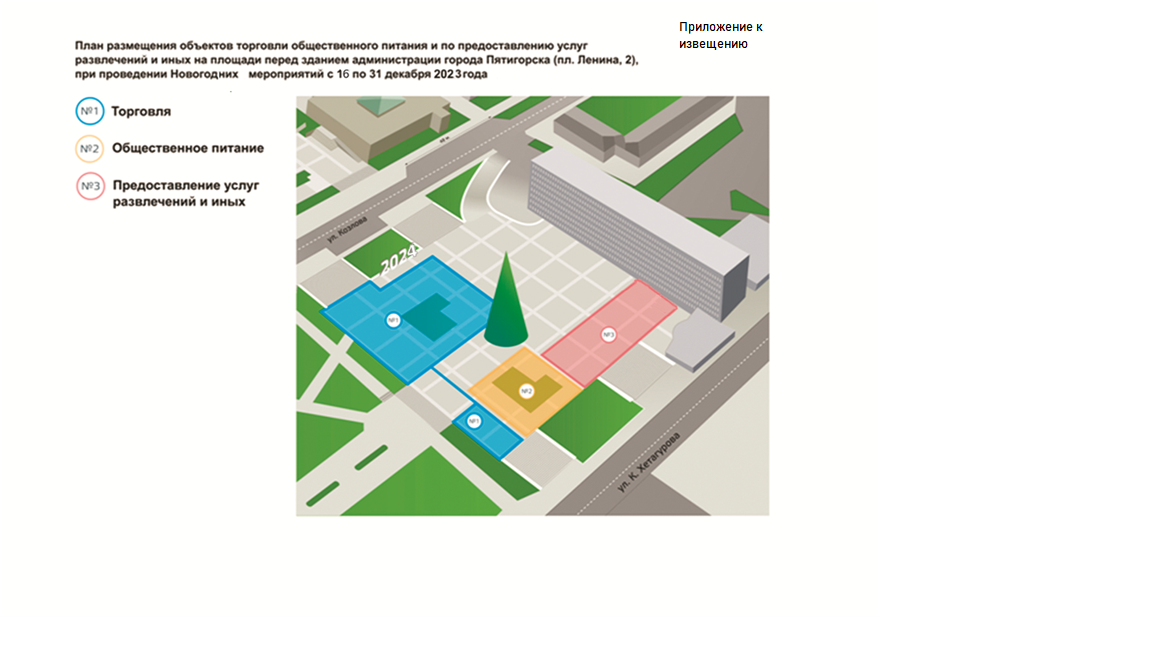 Приложение к
извещению
План размещения объектов торговли общественного питания и по предоставлению услуг
развлечений и иных на площади перед зданием администрации города Пятигорска (пл. Ленина, 2),
при проведении Новогодних мероприятий с 16 по 31 декабря 2023 года
№1 Торговля
№2 Общественное питание
№3 Предоставление услуг
развлечений и иных
ул. Козлова
2024
№1
№3
№2
№1
ул. К. Хетагурова